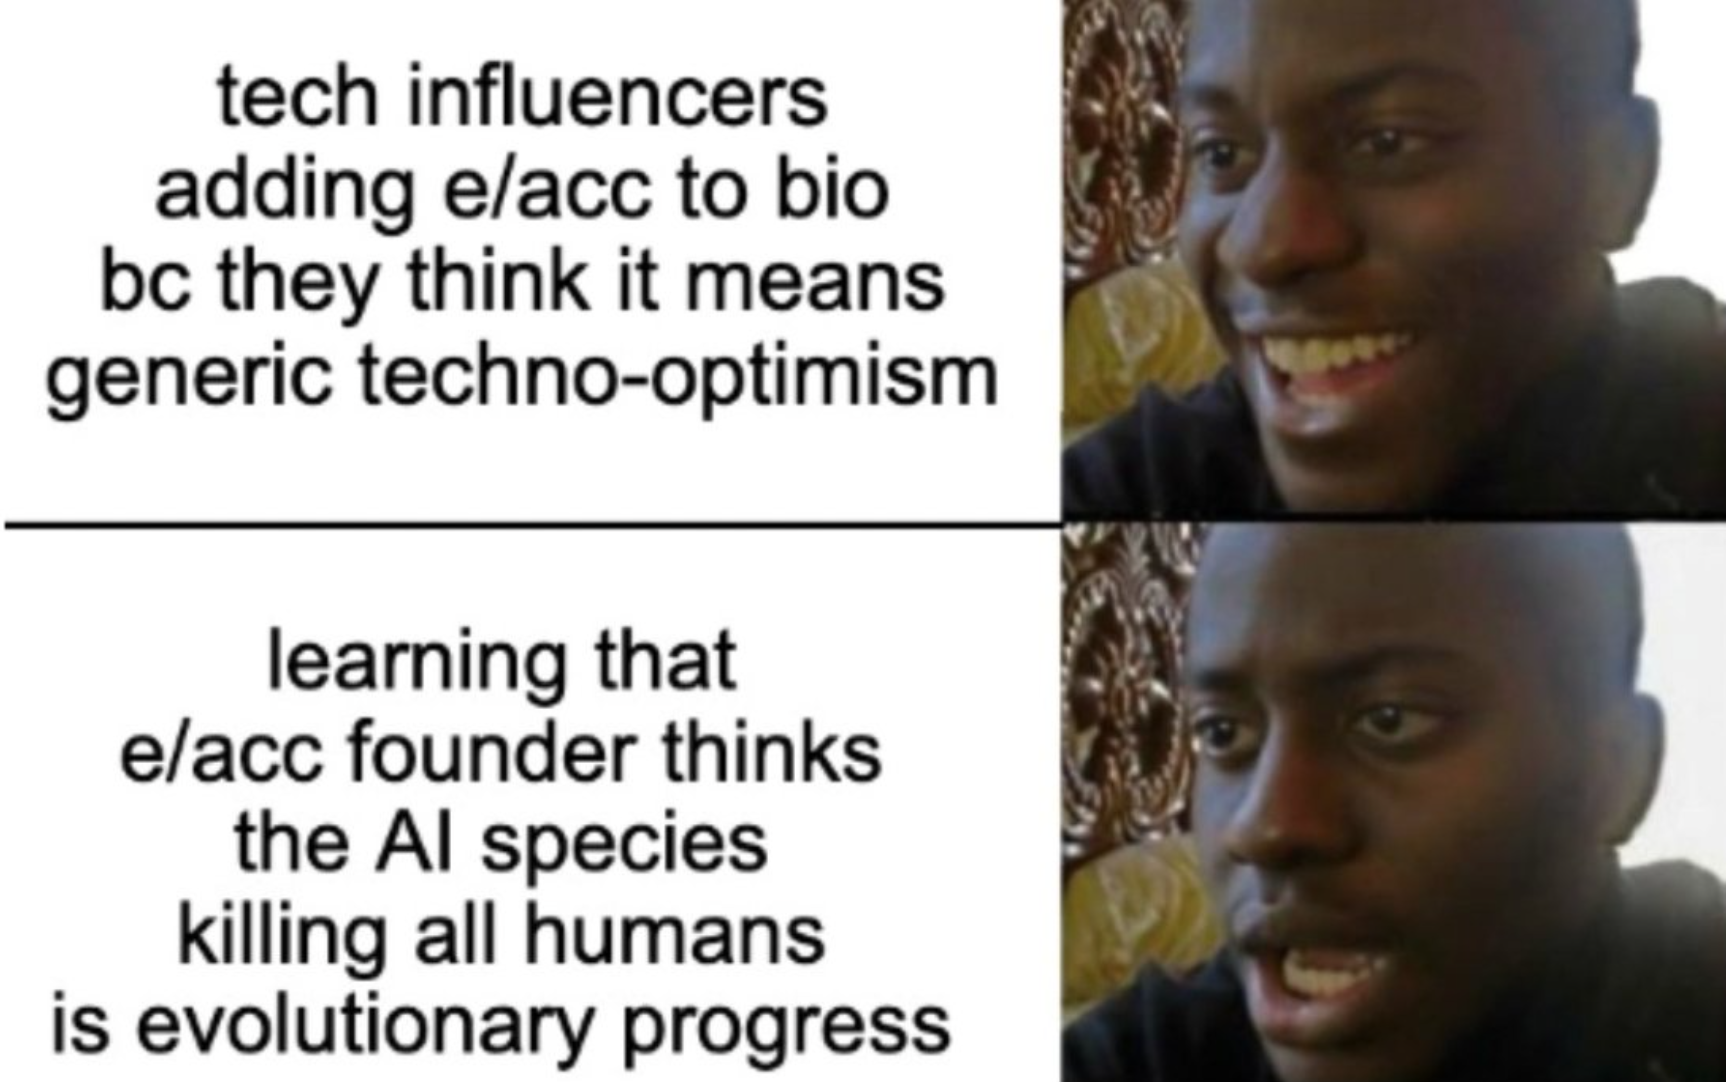 tech influencers
adding e/acc to bio
bc they think it means
generic techno-optimism
learning that
e/acc founder thinks
the AI species
killing all humans
is evolutionary progress